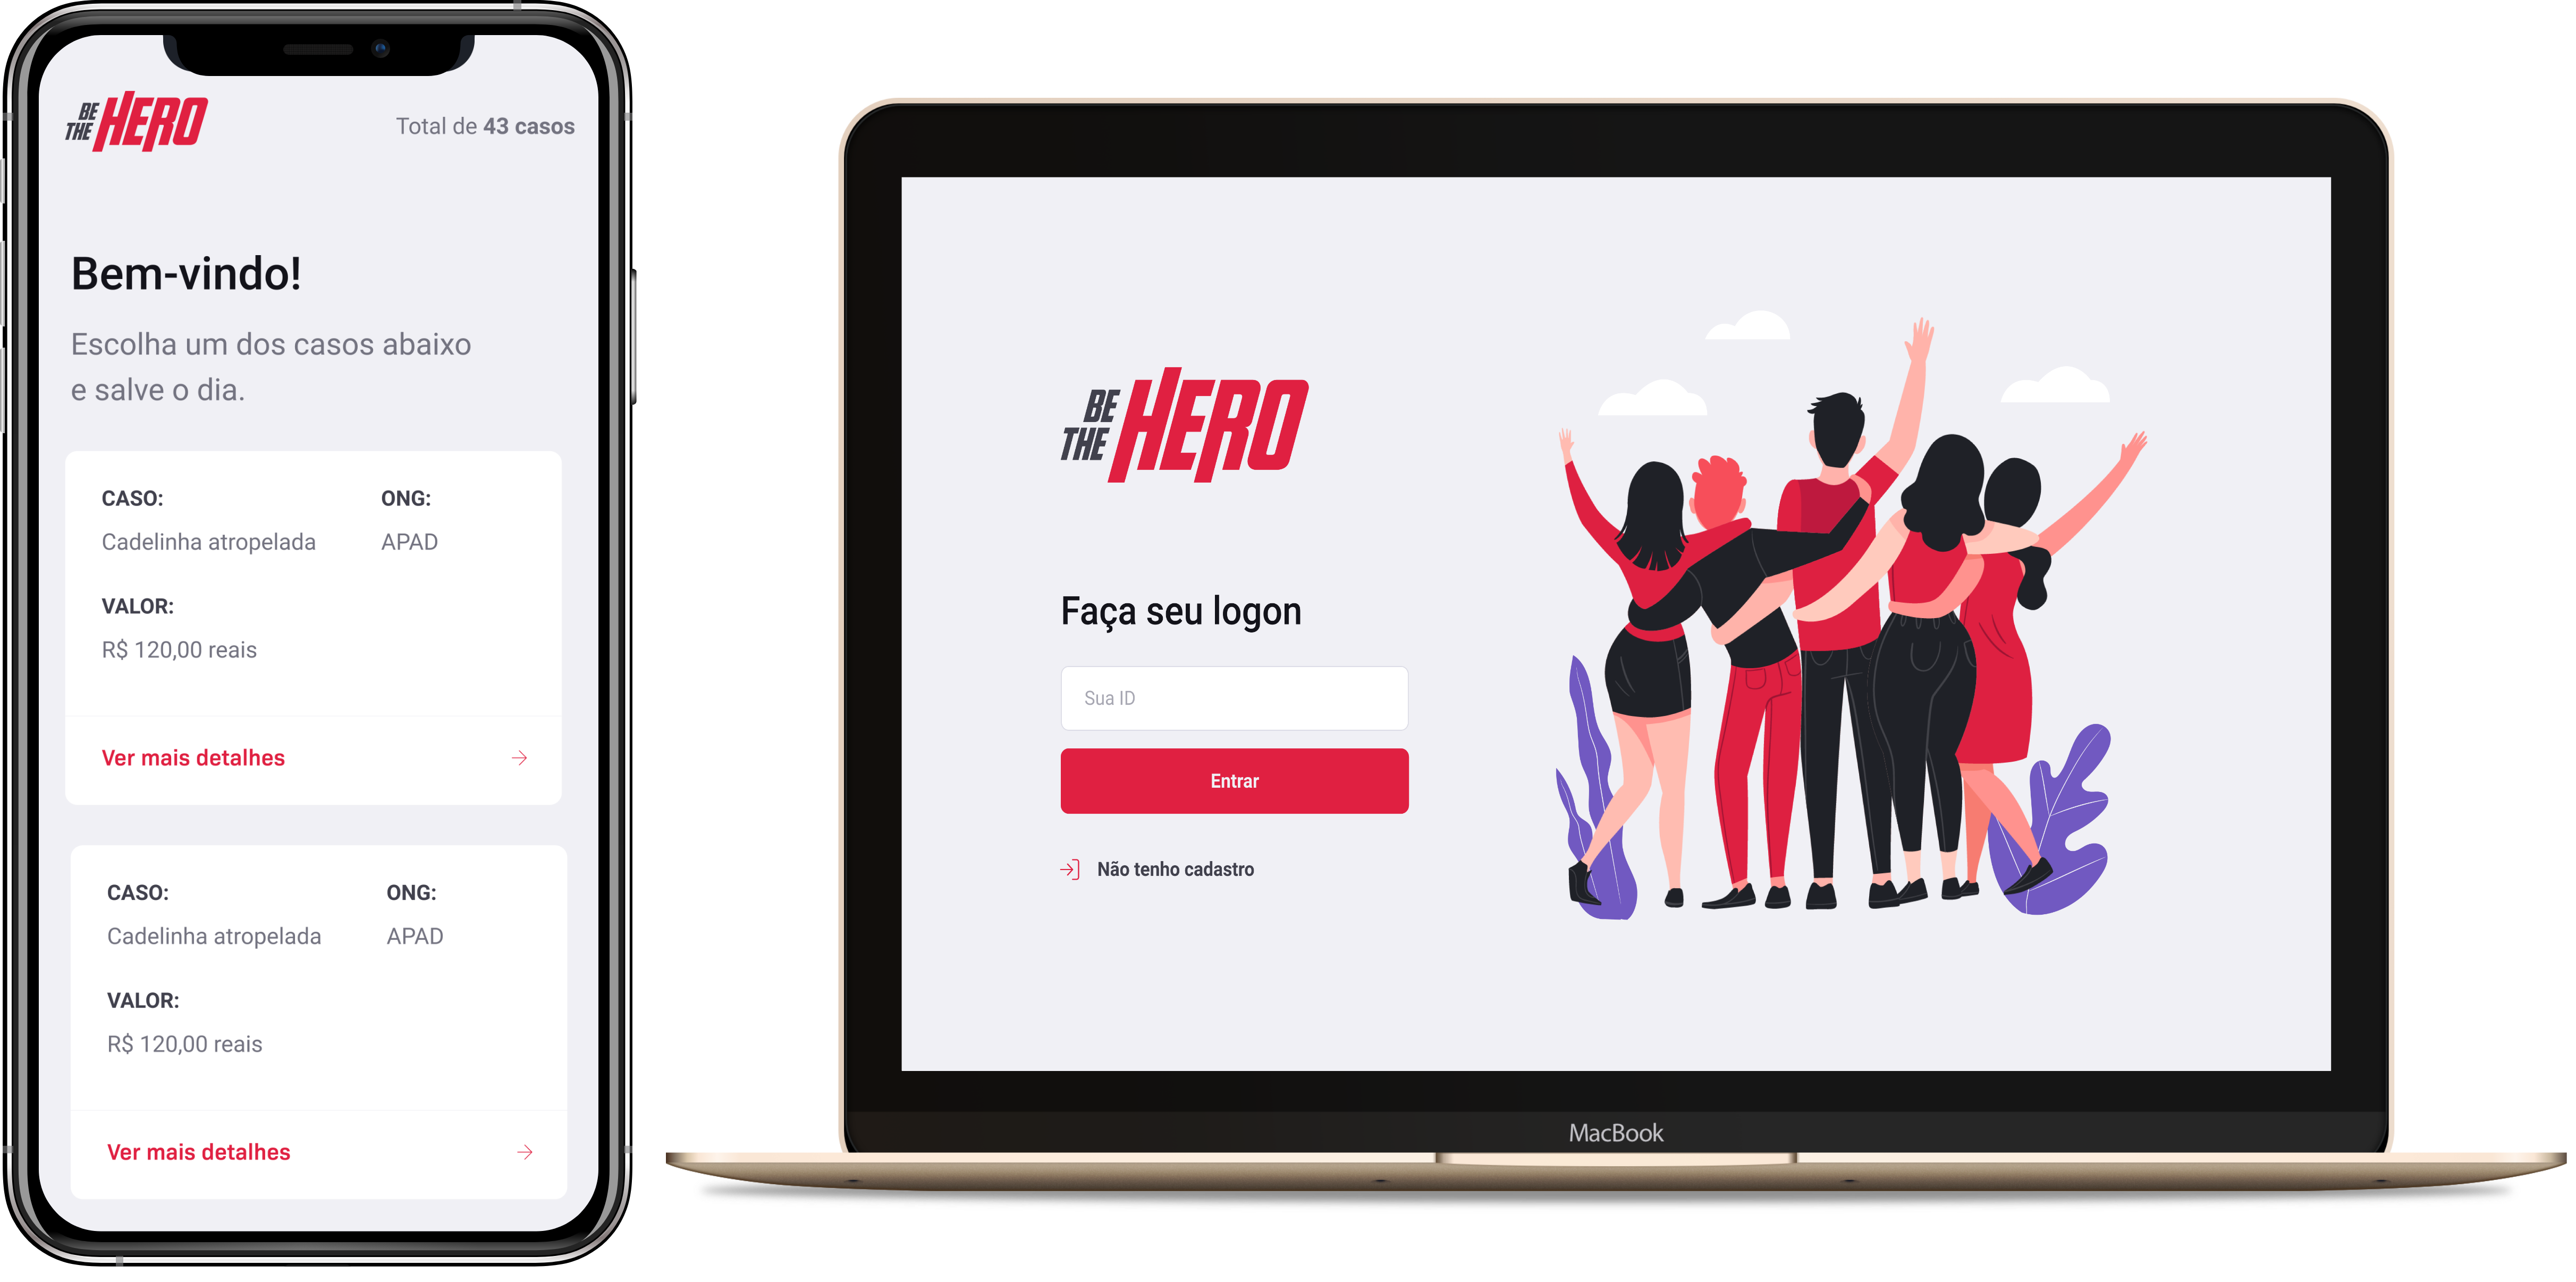 BE
THE
HERO
Total de 43 casos
Bem-vindo!
Escolha um dos casos abaixo
e salve o dia.
CASO: ONG:
Cadelinha atropelada APAD
VALOR:
R$ 120,00 reais
Ver mais detalhes
CASO: ONG:
Cadelinha atropelada APAD
VALOR:
R$ 120,00 reais
Ver mais detalhes
BE
THE
HERO
Faça seu logon
Sua ID
Entrar
Não tenho cadastro
MacBook